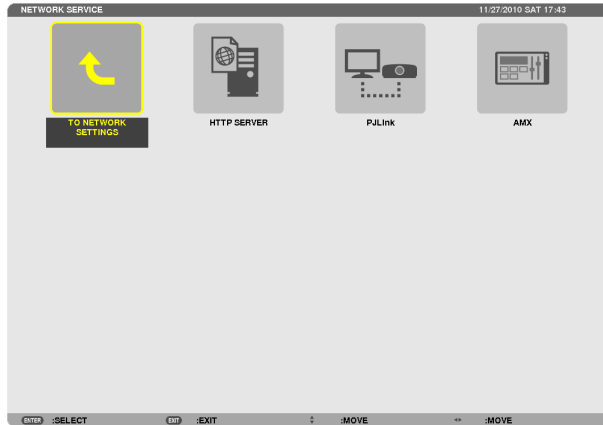 NETWORK SERVICE 11/27/2010 SAT 17:43
TO NETWORK
SETTINGS
HTTP SERVER
PJLink
AMX
ENTER :SELECT EXIT :EXIT :MOVE :MOVE